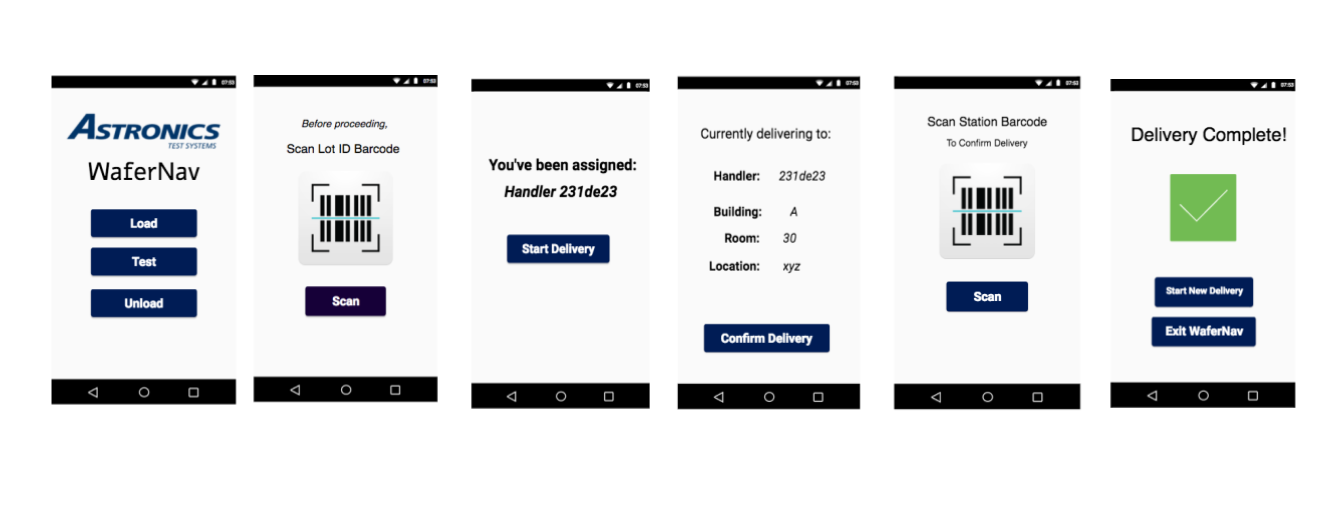 07:53
ASTRONICS
TEST SYSTEMS
WaferNav
Load
Test
Unload
07:53
Before proceeding,
Scan Lot ID Barcode
Scan
07:53
You've been assigned:
Handler 231de23
Start Delivery
07:53
Currently delivering to:
Handler: 231de23
Building: A
Room: 30
Location: xyz
Confirm Delivery
07:53
Scan Station Barcode
To Confirm Delivery
Scan
07:53
Delivery Complete!
Start New Delivery
Exit WaferNav